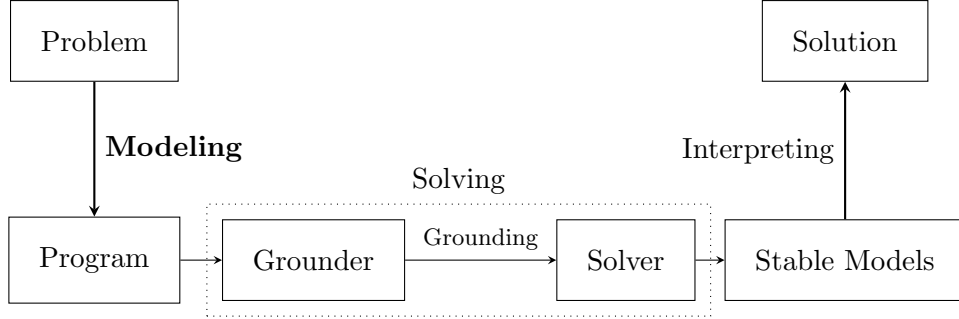 Problem
Solution
Modeling
Interpreting
Solving
Program
Grounder
Grounding
Solver
Stable Models